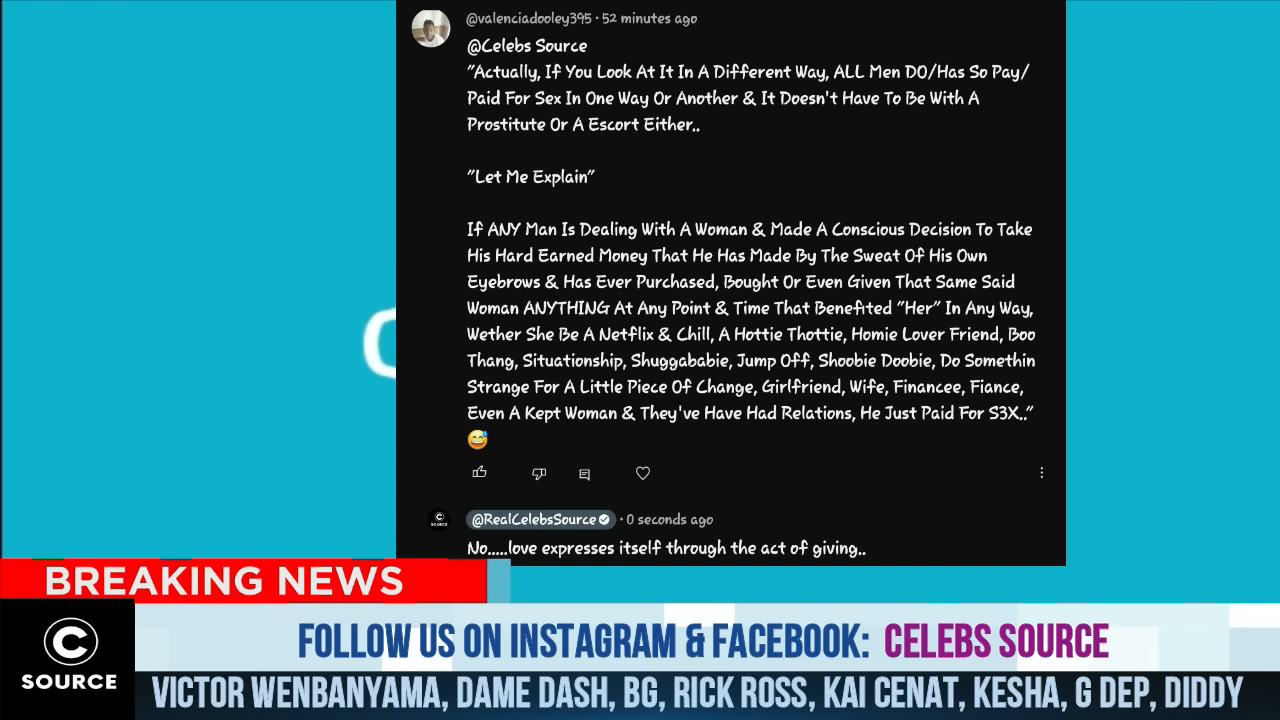 @valenciadooley395 · 52 minutes ago
@Celebs Source
"Actually, If You Look At It In A Different Way, ALL Men DO/Has So Pay/
Paid For Sex In One Way Or Another & It Doesn't Have To Be With A
Prostitute Or A Escort Either..
"Let Me Explain"
If ANY Man Is Dealing With A Woman & Made A Conscious Decision To Take
His Hard Earned Money That He Has Made By The Sweat Of His Own
Eyebrows & Has Ever Purchased, Bought Or Even Given That Same Said
Woman ANYTHING At Any Point & Time That Benefited "Her" In Any Way,
Wether She Be A Netflix & Chill, A Hottie Thottie, Homie Lover Friend, Boo
Thang, Situationship, Shuggababie, Jump Off, Shoobie Doobie, Do Somethin
Strange For A Little Piece Of Change, Girlfriend, Wife, Financee, Fiance,
Even A Kept Woman & They've Have Had Relations, He Just Paid For S3X.."
😅
@RealCelebsSource · 0 seconds ago
No.....love expresses itself through the act of giving..
BREAKING NEWS
C
SOURCE
FOLLOW US ON INSTAGRAM & FACEBOOK: CELEBS SOURCE
VICTOR WENBANYAMA, DAME DASH, BG, RICK ROSS, KAI CENAT, KESHA, G DEP, DIDDY